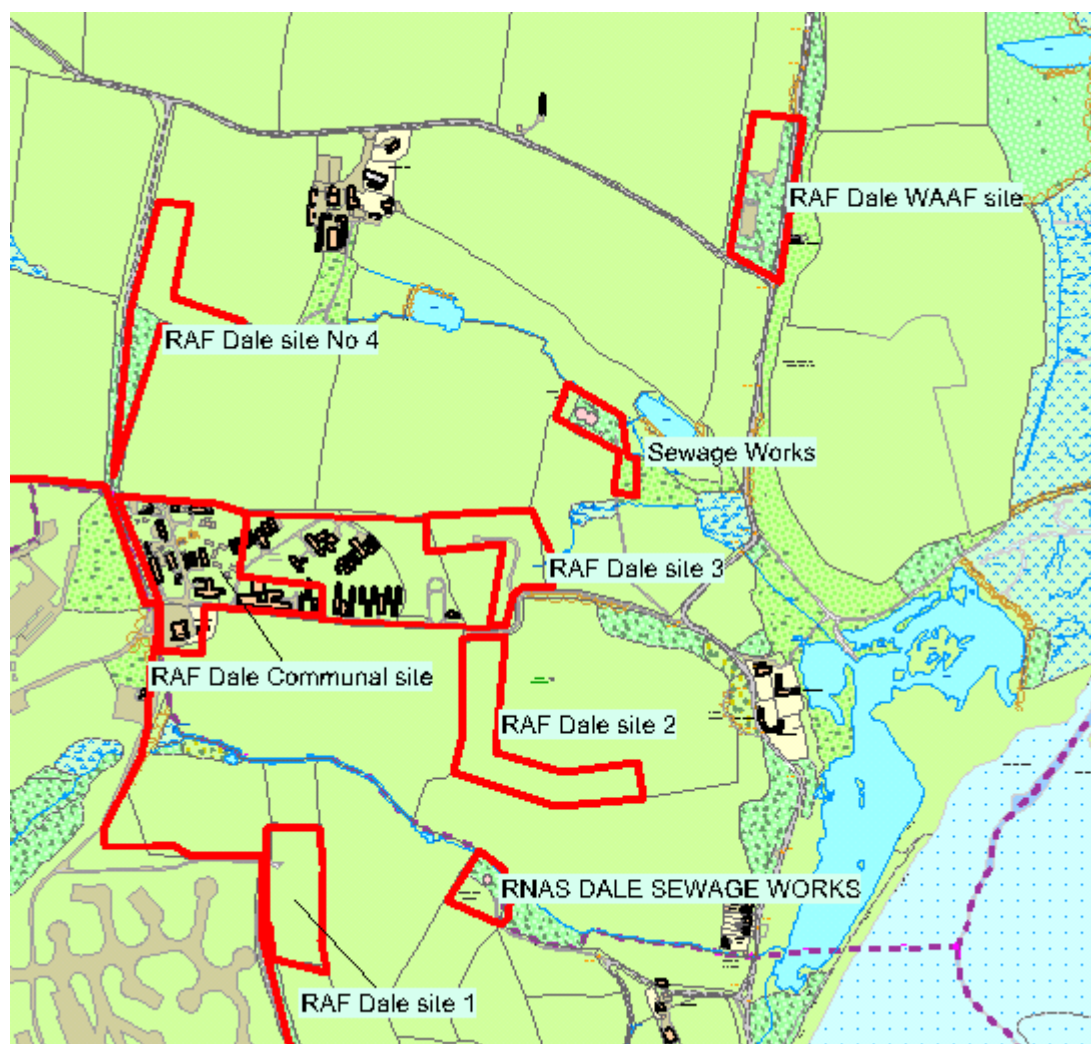 RAF Dale WAAF site
RAF Dale site No 4
Sewage Works
RAF Dale site 3
RAF Dale Communal site
RAF Dale site 2
RNAS DALE SEWAGE WORKS
RAF Dale site 1